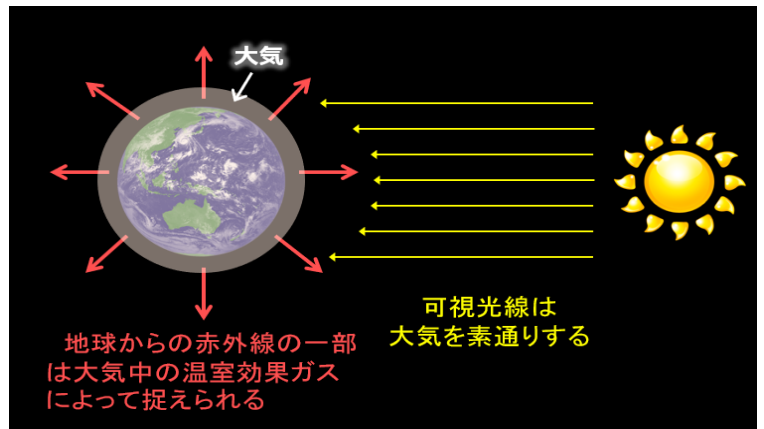 大気
可視光線は
大気を素通りする
地球からの赤外線の一部
は大気中の温室効果ガス
によって捉えられる